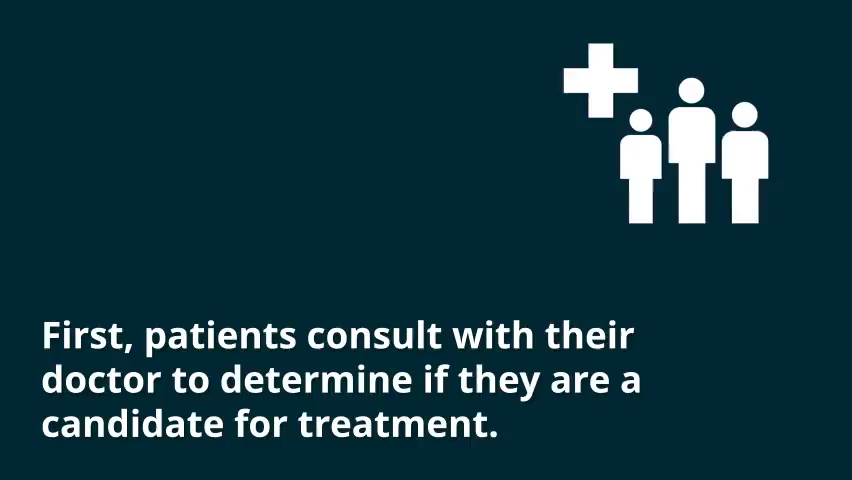 First, patients consult with their
doctor to determine if they are a
candidate for treatment.